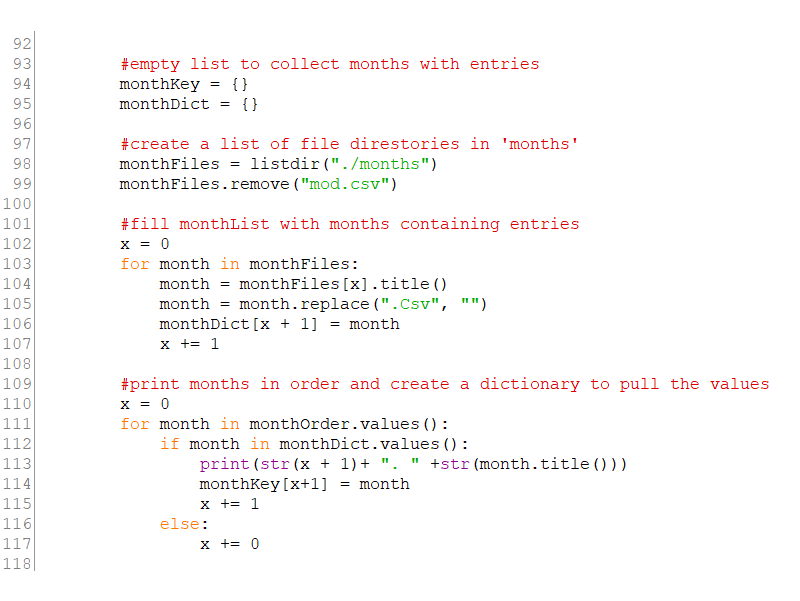 92
93 #empty list to collect months with entries
94 monthKey = {}
95 monthDict = {}
96
97 #create a list of file direstories in 'months'
98 monthFiles = listdir("./months")
99 monthFiles.remove("mod.csv")
100
101 #fill monthList with months containing entries
102 x = 0
103 for month in monthFiles:
104 month = monthFiles[x].title()
105 month = month.replace(".Csv", "")
106 monthDict[x + 1] = month
107 x += 1
108
109 #print months in order and create a dictionary to pull the values
110 x = 0
111 for month in monthOrder.values():
112 if month in monthDict.values():
113 print(str(x + 1)+ ". " +str(month.title()))
114 monthKey[x+1] = month
115 x += 1
116 else:
117 x += 0
118